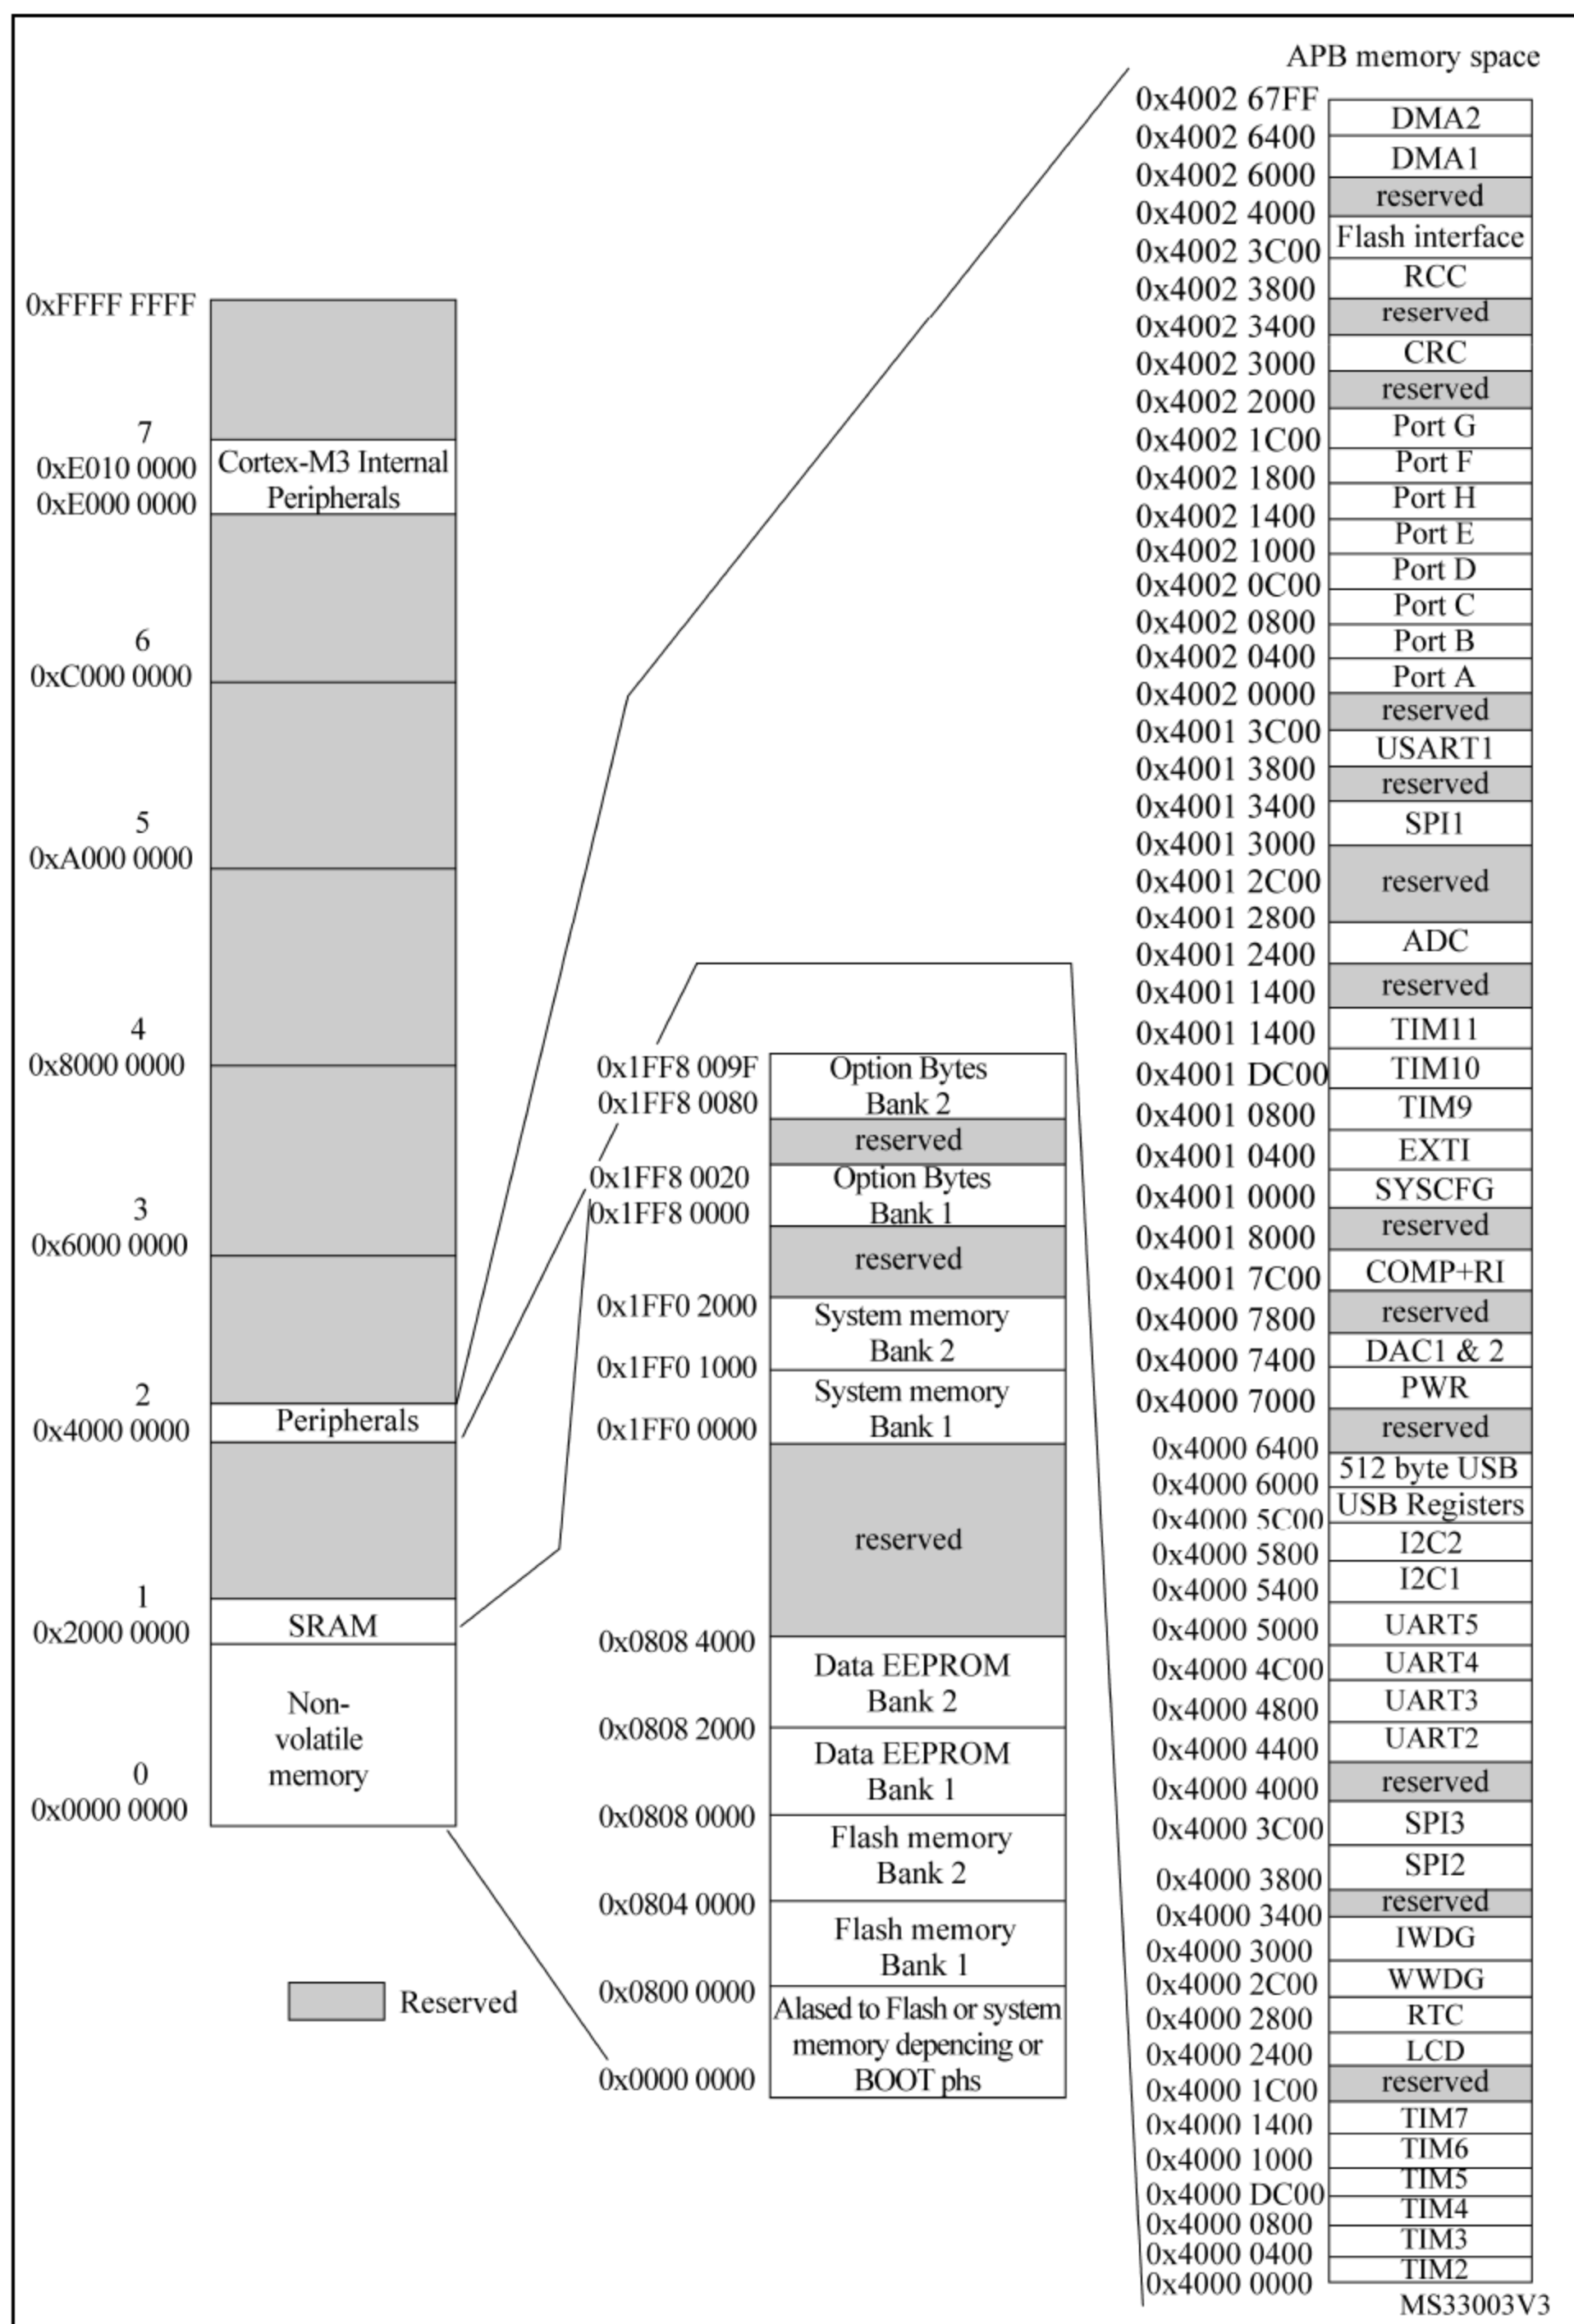 APB memory space
0xFFFF FFFF
7
0xE010 0000
0xE000 0000
6
0xC000 0000
5
0xA000 0000
4
0x8000 0000
3
0x6000 0000
2
0x4000 0000
1
0x2000 0000
0
0x0000 0000
Cortex-M3 Internal
Peripherals
Peripherals
SRAM
Non-
volatile
memory
Reserved
0x1FF8 009F
0x1FF8 0080
0x1FF8 0020
0x1FF8 0000
0x1FF0 2000
0x1FF0 1000
0x1FF0 0000
0x0808 4000
0x0808 2000
0x0808 0000
0x0804 0000
0x0800 0000
0x0000 0000
Option Bytes
Bank 2
reserved
Option Bytes
Bank 1
reserved
System memory
Bank 2
System memory
Bank 1
reserved
Data EEPROM
Bank 2
Data EEPROM
Bank 1
Flash memory
Bank 2
Flash memory
Bank 1
Alased to Flash or system
memory depencing or
BOOT phs
0x4002 67FF
DMA2
0x4002 6400
DMA1
0x4002 6000
reserved
0x4002 4000
Flash interface
0x4002 3C00
RCC
0x4002 3800
reserved
0x4002 3400
CRC
0x4002 3000
reserved
0x4002 2000
Port G
0x4002 1C00
Port F
0x4002 1800
Port H
0x4002 1400
Port E
0x4002 1000
Port D
0x4002 0C00
Port C
0x4002 0800
Port B
0x4002 0400
Port A
0x4002 0000
reserved
0x4001 3C00
USART1
0x4001 3800
reserved
0x4001 3400
SPI1
0x4001 3000
0x4001 2C00
reserved
0x4001 2800
ADC
0x4001 2400
reserved
0x4001 1400
TIM11
0x4001 1400
TIM10
0x4001 DC00
TIM9
0x4001 0800
EXTI
0x4001 0400
SYSCFG
0x4001 0000
reserved
0x4001 8000
COMP+RI
0x4001 7C00
reserved
0x4000 7800
DAC1 & 2
0x4000 7400
PWR
0x4000 7000
reserved
0x4000 6400
512 byte USB
0x4000 6000
USB Registers
0x4000 5C00
I2C2
0x4000 5800
I2C1
0x4000 5400
UART5
0x4000 5000
UART4
0x4000 4C00
UART3
0x4000 4800
UART2
0x4000 4400
reserved
0x4000 4000
SPI3
0x4000 3C00
SPI2
0x4000 3800
reserved
0x4000 3400
IWDG
0x4000 3000
WWDG
0x4000 2C00
RTC
0x4000 2800
LCD
0x4000 2400
reserved
0x4000 1C00
TIM7
0x4000 1400
TIM6
0x4000 1000
TIM5
0x4000 DC00
TIM4
0x4000 0800
TIM3
0x4000 0400
TIM2
0x4000 0000
MS33003V3